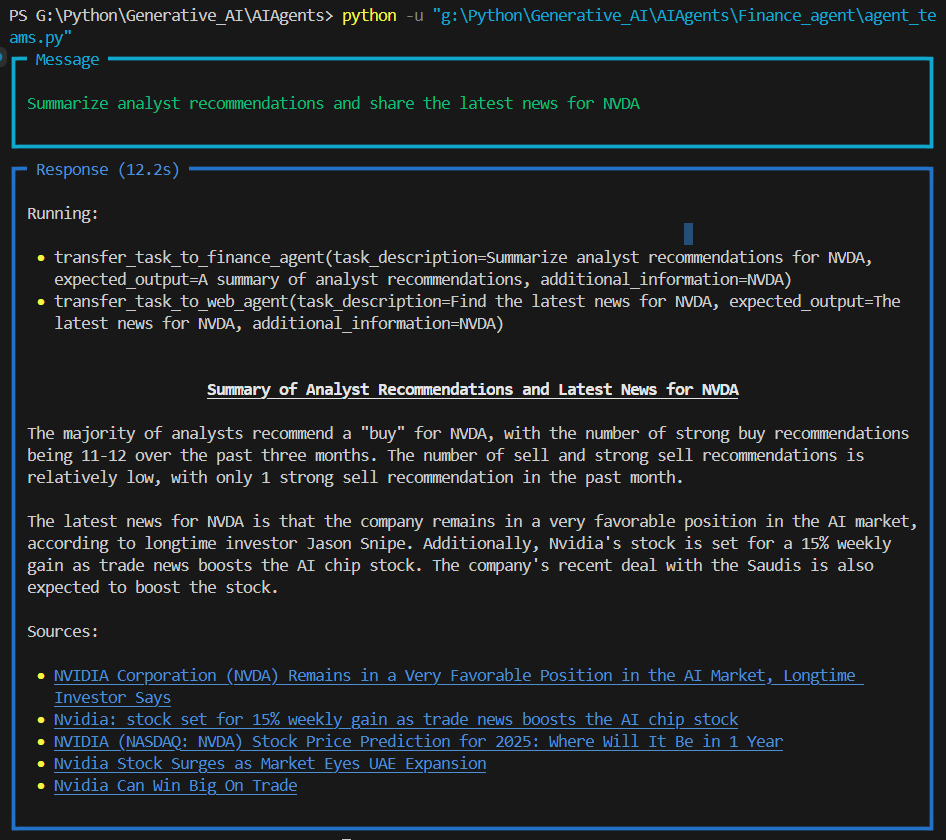 PS G:\Python\Generative_AI\AIAgents> python -u "g:\Python\Generative_AI\AIAgents\Finance_agent\agent_te
ams.py"
Message
Summarize analyst recommendations and share the latest news for NVDA
Response (12.2s)
Running:
• transfer_task_to_finance_agent(task_description=Summarize analyst recommendations for NVDA,
expected_output=A summary of analyst recommendations, additional_information=NVDA)
• transfer_task_to_web_agent(task_description=Find the latest news for NVDA, expected_output=The
latest news for NVDA, additional_information=NVDA)
Summary of Analyst Recommendations and Latest News for NVDA
The majority of analysts recommend a "buy" for NVDA, with the number of strong buy recommendations
being 11-12 over the past three months. The number of sell and strong sell recommendations is
relatively low, with only 1 strong sell recommendation in the past month.
The latest news for NVDA is that the company remains in a very favorable position in the AI market,
according to longtime investor Jason Snipe. Additionally, Nvidia's stock is set for a 15% weekly
gain as trade news boosts the AI chip stock. The company's recent deal with the Saudis is also
expected to boost the stock.
Sources:
• NVIDIA Corporation (NVDA) Remains in a Very Favorable Position in the AI Market, Longtime
Investor Says
• Nvidia: stock set for 15% weekly gain as trade news boosts the AI chip stock
• NVIDIA (NASDAQ: NVDA) Stock Price Prediction for 2025: Where Will It Be in 1 Year
• Nvidia Stock Surges as Market Eyes UAE Expansion
• Nvidia Can Win Big On Trade